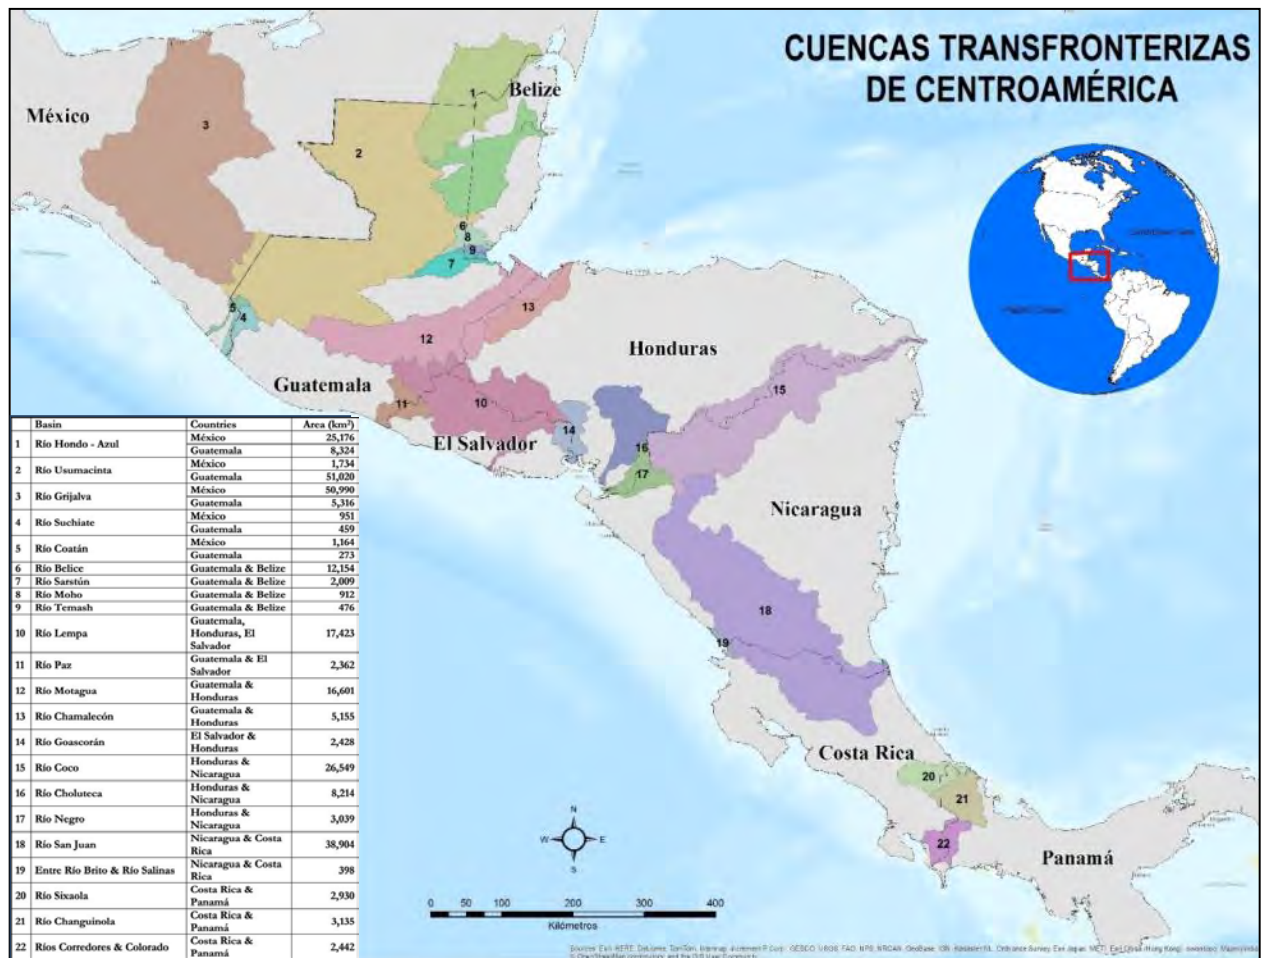 CUENCAS TRANSFRONTERIZAS
DE CENTROAMÉRICA
México
Belize
Honduras
Guatemala
El Salvador
Nicaragua
Costa Rica
Panamá
1
2
3
4
5
6
7
8
9
10
11
12
13
14
15
16
17
18
19
20
21
22
Basin Countries Area (km²)
1 Río Hondo - Azul México 25,176
Guatemala 8,324
2 Río Usumacinta México 1,734
Guatemala 51,020
3 Río Grijalva México 50,990
Guatemala 5,316
4 Río Suchiate México 951
Guatemala 459
5 Río Coatán México 1,164
Guatemala 273
6 Río Belice Guatemala & Belize 12,154
7 Río Sarstún Guatemala & Belize 2,009
8 Río Moho Guatemala & Belize 912
9 Río Temash Guatemala & Belize 476
10 Río Lempa Guatemala,
Honduras, El
Salvador 17,423
11 Río Paz Guatemala & El
Salvador 2,362
12 Río Motagua Guatemala &
Honduras 16,601
13 Río Chamalecón Guatemala &
Honduras 5,155
14 Río Goascorán El Salvador &
Honduras 2,428
15 Río Coco Honduras &
Nicaragua 26,549
16 Río Choluteca Honduras &
Nicaragua 8,214
17 Río Negro Honduras &
Nicaragua 3,039
18 Río San Juan Nicaragua & Costa
Rica 38,904
19 Entre Río Brito & Río Salinas Nicaragua & Costa
Rica 398
20 Río Sixaola Costa Rica &
Panamá 2,930
21 Río Changuinola Costa Rica &
Panamá 3,135
22 Ríos Corredores & Colorado Costa Rica &
Panamá 2,442
N
W E
S
0 50 100 200 300 400
Kilómetros